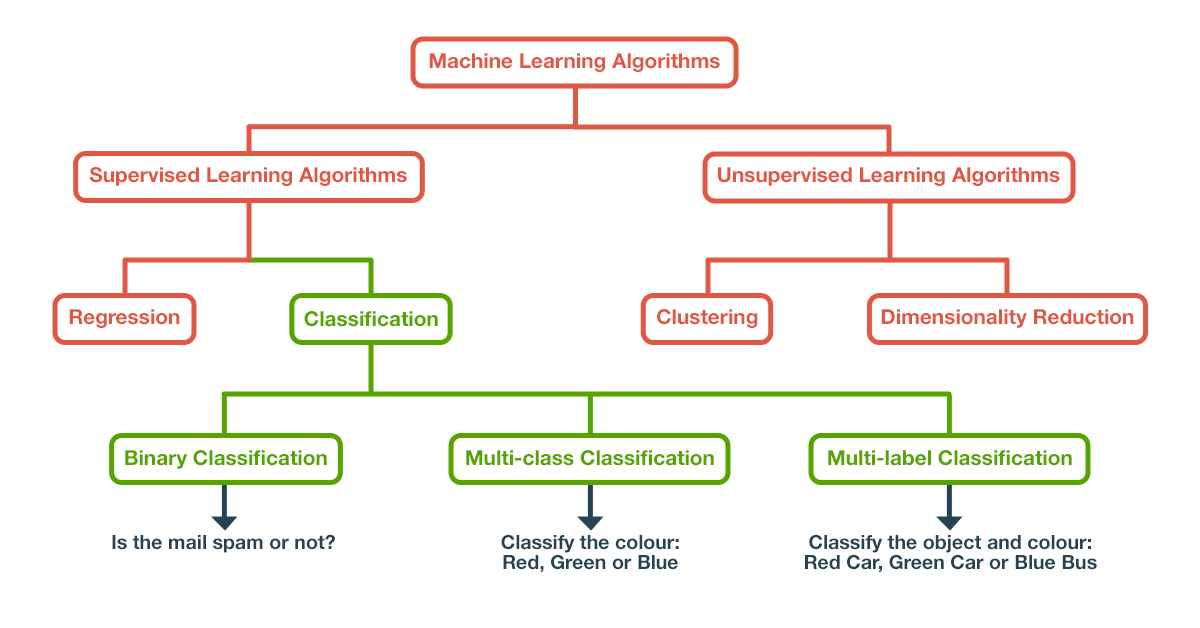 Machine Learning Algorithms
Supervised Learning Algorithms
Unsupervised Learning Algorithms
Regression
Classification
Clustering
Dimensionality Reduction
Binary Classification
Multi-class Classification
Multi-label Classification
Is the mail spam or not?
Classify the colour:
Red, Green or Blue
Classify the object and colour:
Red Car, Green Car or Blue Bus